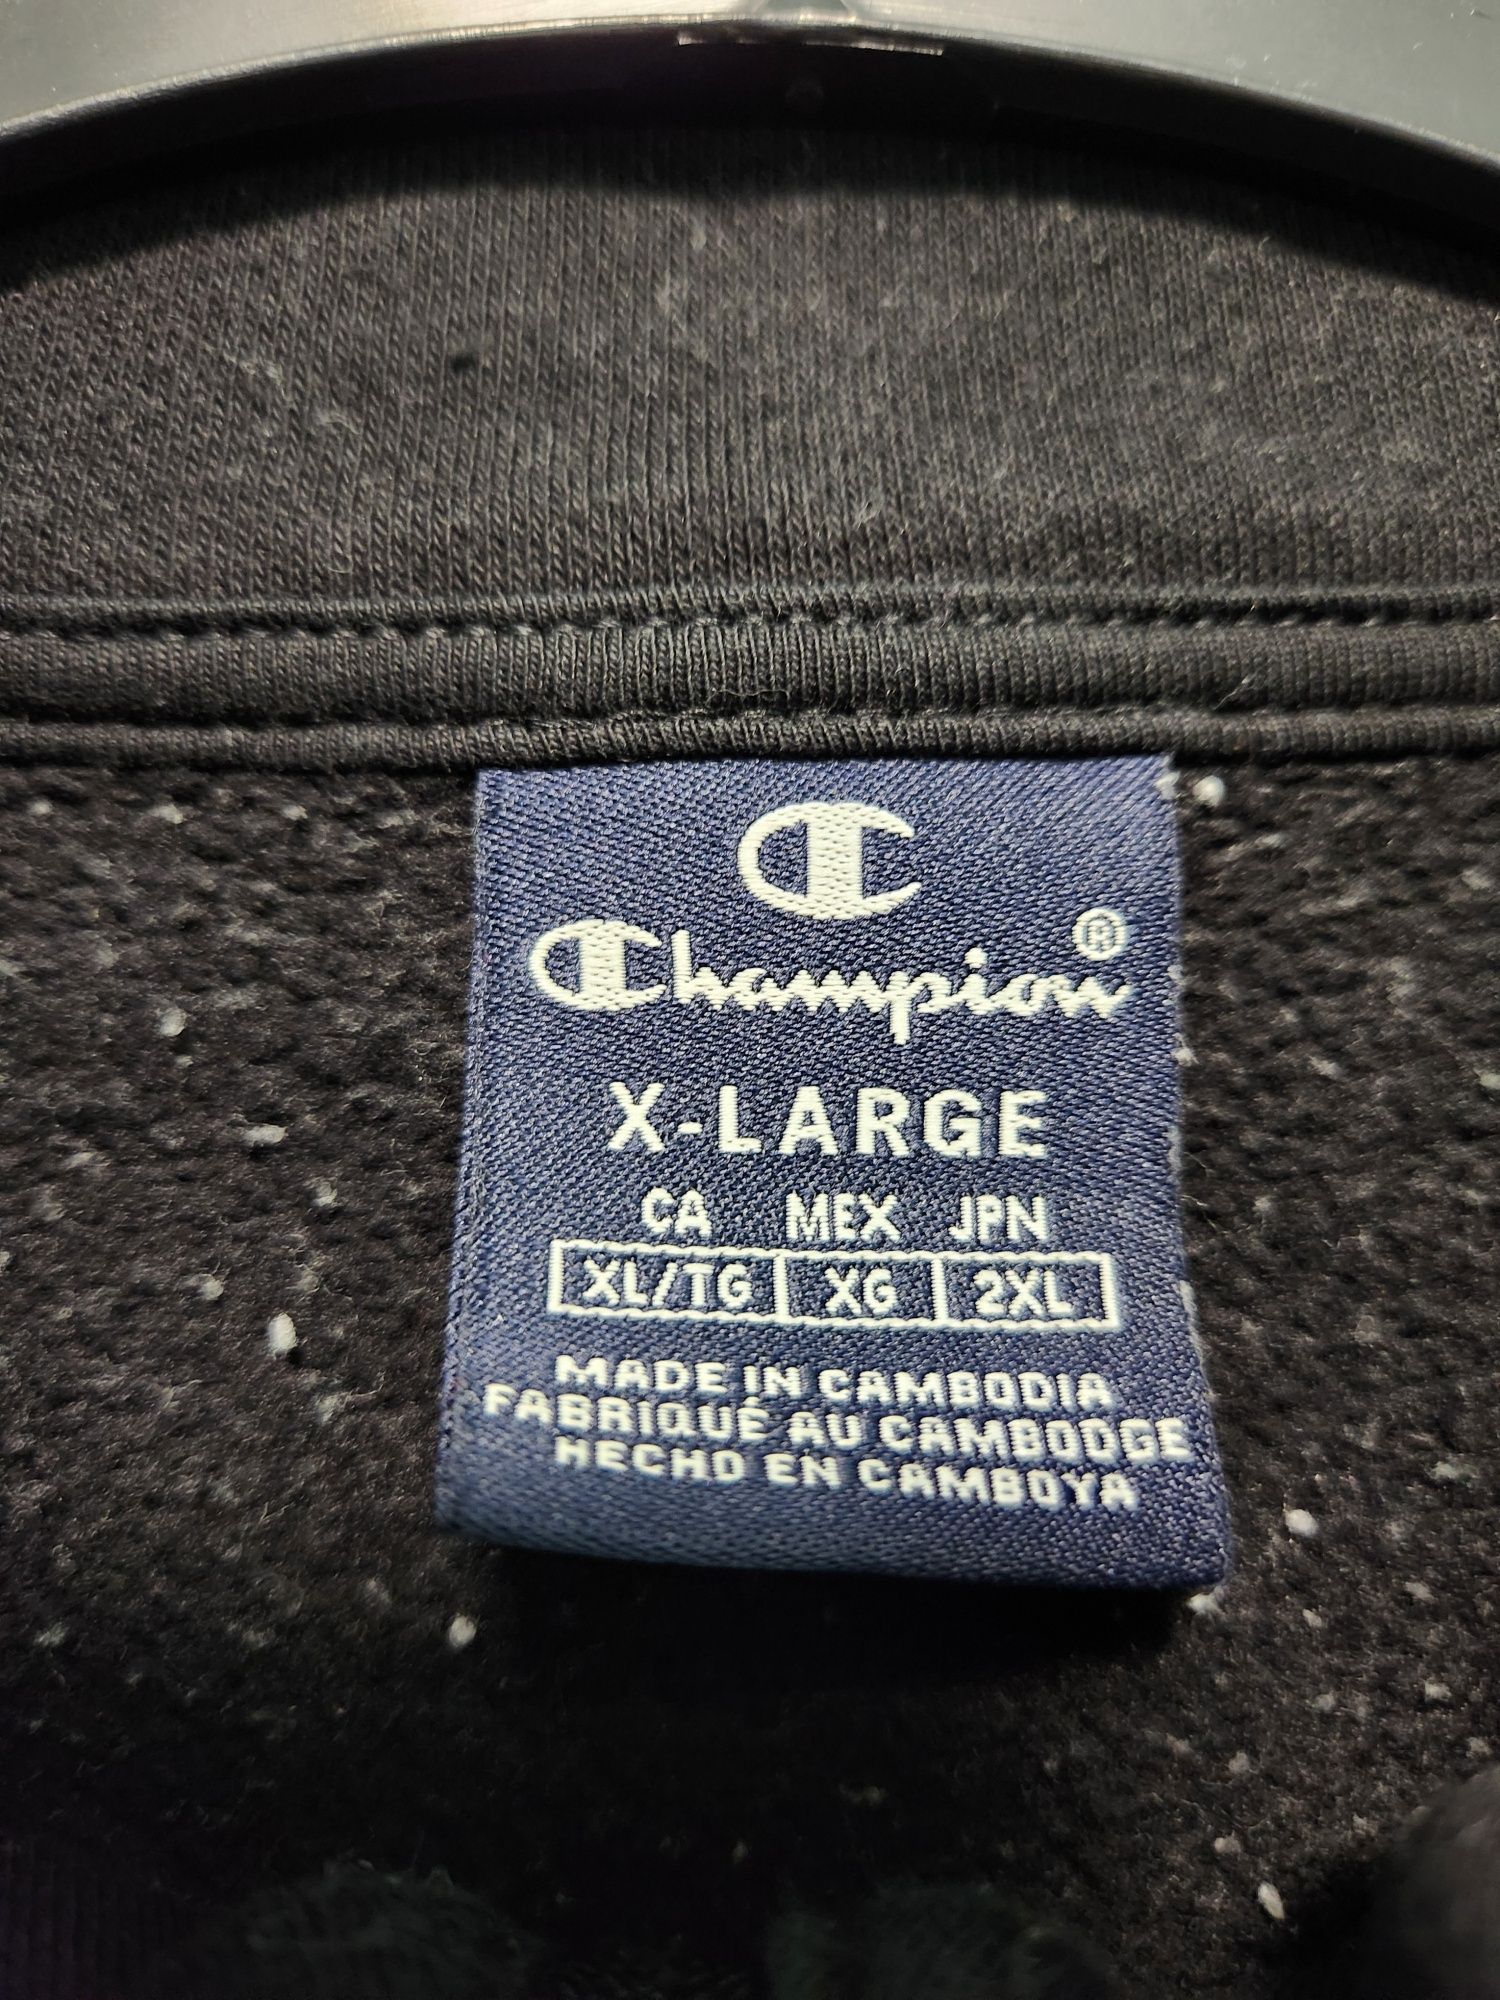 Champion®
X-LARGE
CA MEX JPN
XL/TG XG 2XL
MADE IN CAMBODIA
FABRIQUÉ AU CAMBODGE
HECHO EN CAMBOYA